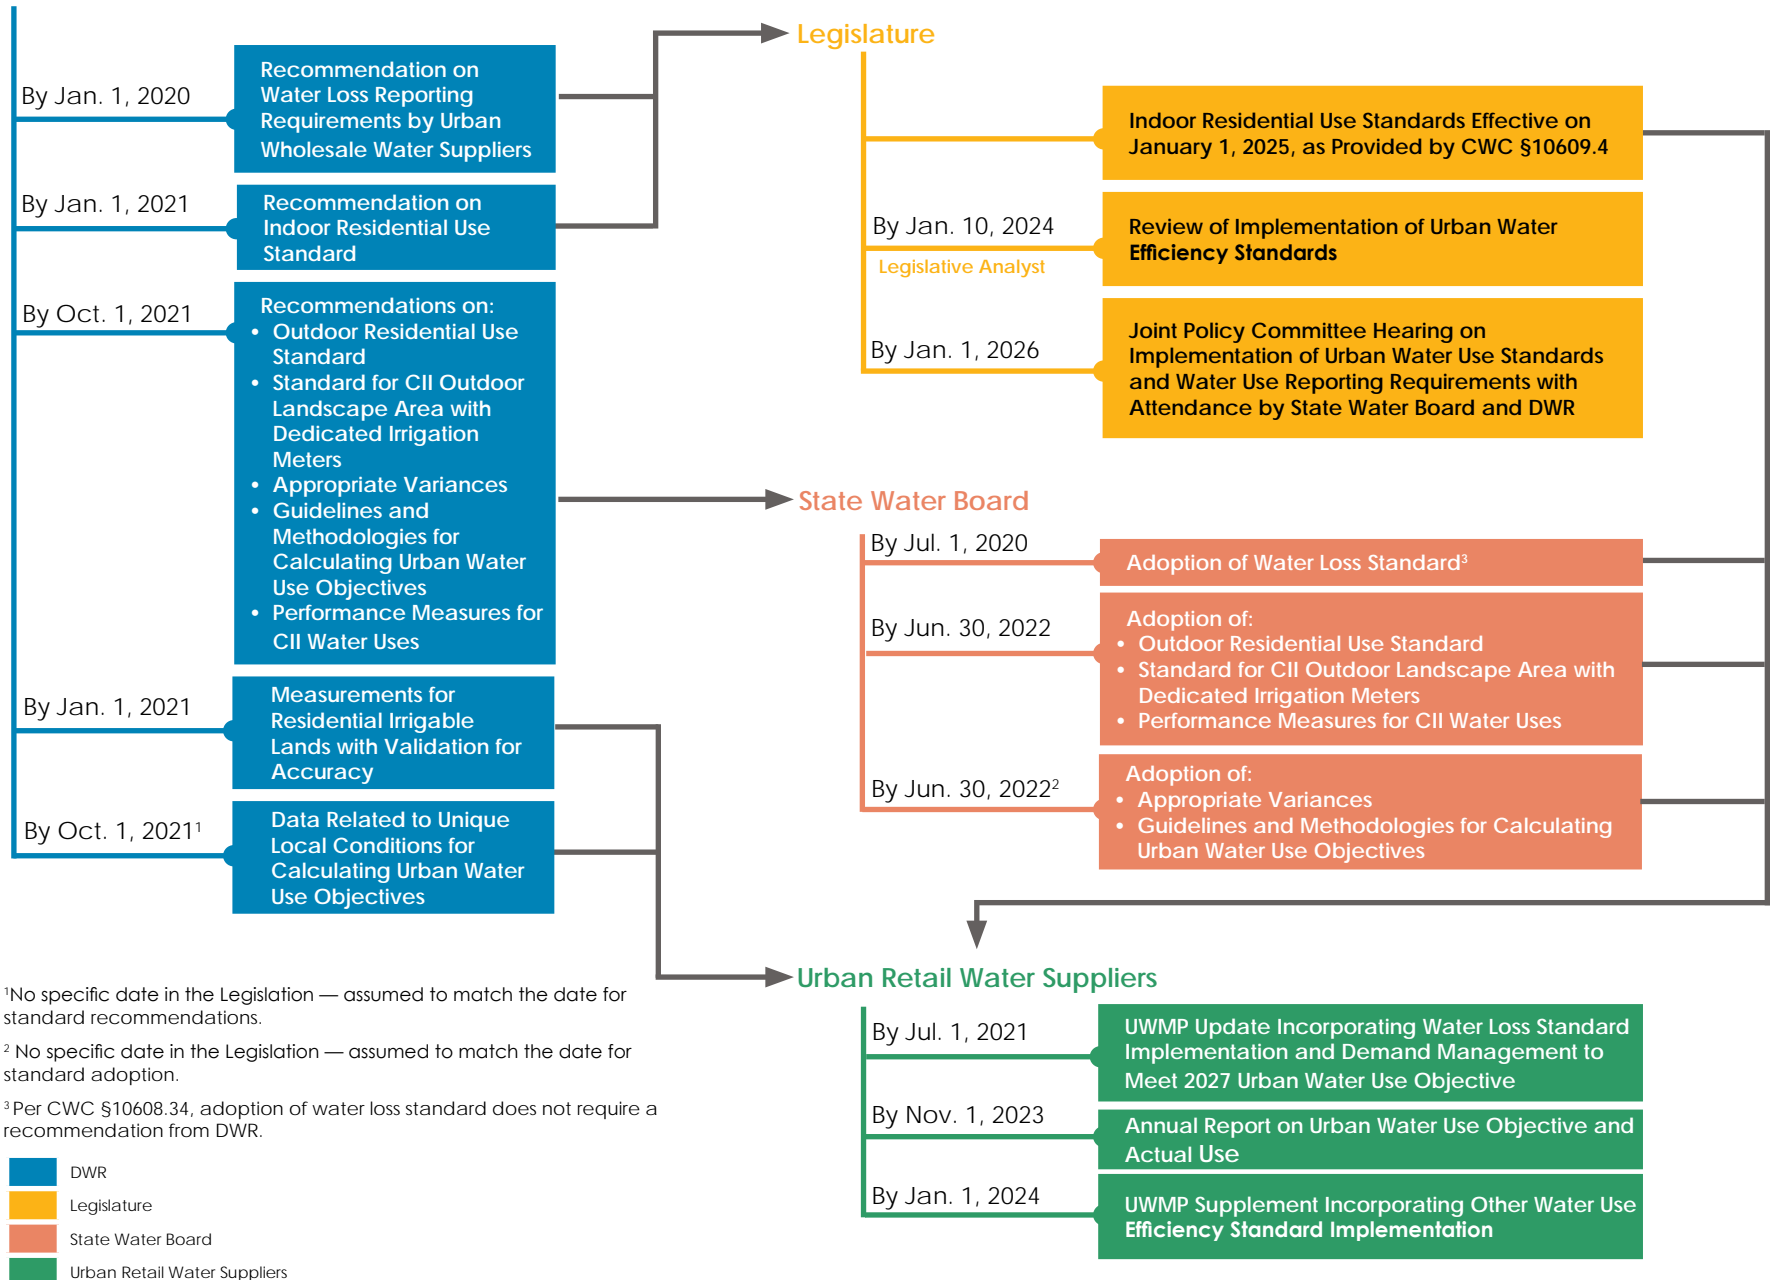 By Jan. 1, 2020
Recommendation on
Water Loss Reporting
Requirements by Urban
Wholesale Water Suppliers
By Jan. 1, 2021
Recommendation on
Indoor Residential Use
Standard
By Oct. 1, 2021
Recommendations on:
• Outdoor Residential Use
Standard
• Standard for CII Outdoor
Landscape Area with
Dedicated Irrigation
Meters
• Appropriate Variances
• Guidelines and
Methodologies for
Calculating Urban Water
Use Objectives
• Performance Measures for
CII Water Uses
By Jan. 1, 2021
Measurements for
Residential Irrigable
Lands with Validation for
Accuracy
By Oct. 1, 2021¹
Data Related to Unique
Local Conditions for
Calculating Urban Water
Use Objectives
Legislature
Indoor Residential Use Standards Effective on
January 1, 2025, as Provided by CWC §10609.4
By Jan. 10, 2024
Legislative Analyst
Review of Implementation of Urban Water
Efficiency Standards
By Jan. 1, 2026
Joint Policy Committee Hearing on
Implementation of Urban Water Use Standards
and Water Use Reporting Requirements with
Attendance by State Water Board and DWR
State Water Board
By Jul. 1, 2020
Adoption of Water Loss Standard³
By Jun. 30, 2022
Adoption of:
• Outdoor Residential Use Standard
• Standard for CII Outdoor Landscape Area with
Dedicated Irrigation Meters
• Performance Measures for CII Water Uses
By Jun. 30, 2022²
Adoption of:
• Appropriate Variances
• Guidelines and Methodologies for Calculating
Urban Water Use Objectives
Urban Retail Water Suppliers
By Jul. 1, 2021
UWMP Update Incorporating Water Loss Standard
Implementation and Demand Management to
Meet 2027 Urban Water Use Objective
By Nov. 1, 2023
Annual Report on Urban Water Use Objective and
Actual Use
By Jan. 1, 2024
UWMP Supplement Incorporating Other Water Use
Efficiency Standard Implementation
¹No specific date in the Legislation — assumed to match the date for
standard recommendations.
² No specific date in the Legislation — assumed to match the date for
standard adoption.
³ Per CWC §10608.34, adoption of water loss standard does not require a
recommendation from DWR.
DWR
Legislature
State Water Board
Urban Retail Water Suppliers